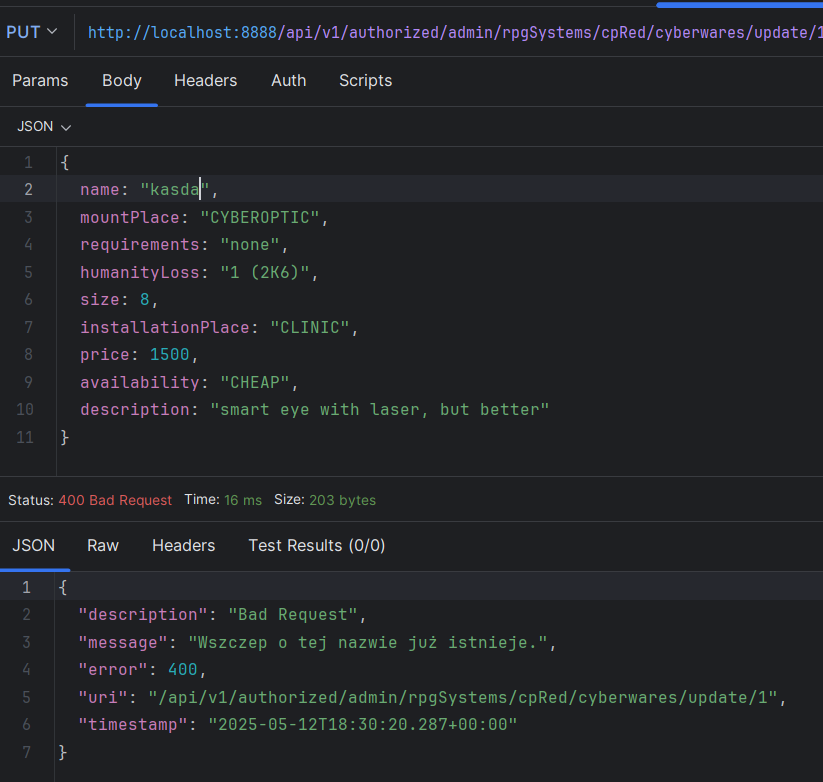 PUT http://localhost:8888/api/v1/authorized/admin/rpgSystems/cpRed/cyberwares/update/1
Params Body Headers Auth Scripts
JSON
1 {
2 name: "kasda",
3 mountPlace: "CYBEROPTIC",
4 requirements: "none",
5 humanityLoss: "1 (2K6)",
6 size: 8,
7 installationPlace: "CLINIC",
8 price: 1500,
9 availability: "CHEAP",
10 description: "smart eye with laser, but better"
11 }
Status: 400 Bad Request Time: 16 ms Size: 203 bytes
JSON Raw Headers Test Results (0/0)
1 {
2 "description": "Bad Request",
3 "message": "Wszczep o tej nazwie już istnieje.",
4 "error": 400,
5 "uri": "/api/v1/authorized/admin/rpgSystems/cpRed/cyberwares/update/1",
6 "timestamp": "2025-05-12T18:30:20.287+00:00"
7 }